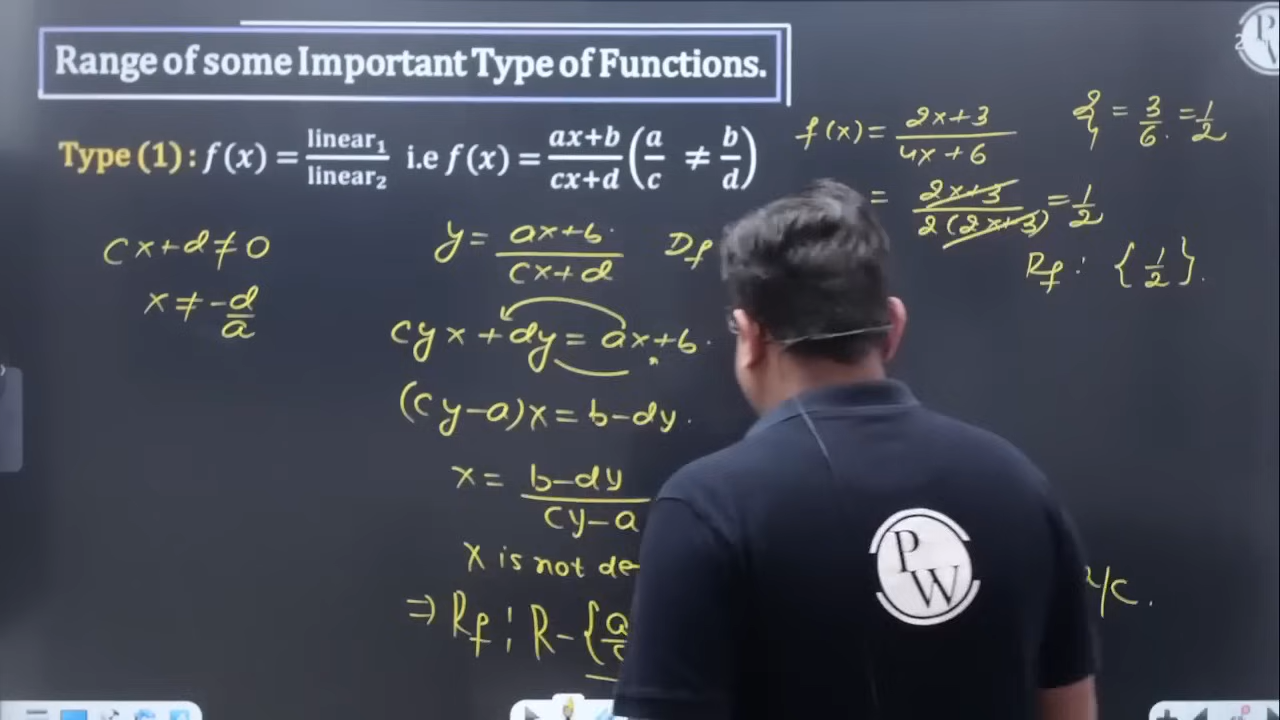 Range of some Important Type of Functions.
Type (1) : f(x) = linear₁/linear₂ i.e f(x) = (ax+b)/(cx+d) (a/c ≠ b/d)
f(x) = (2x+3)/(4x+6)
= 3/6 = 1/2
= (2x+3)/(2(2x+3)) = 1/2
Rf : {1/2}.
cx+d ≠ 0
x ≠ -d/a
y = (ax+b)/(cx+d) Df
cyx + dy = ax+b.
(cy-a)x = b-dy.
x = (b-dy)/(cy-a)
x is not de
⇒ Rf : R-{a/c
/c.
P
W